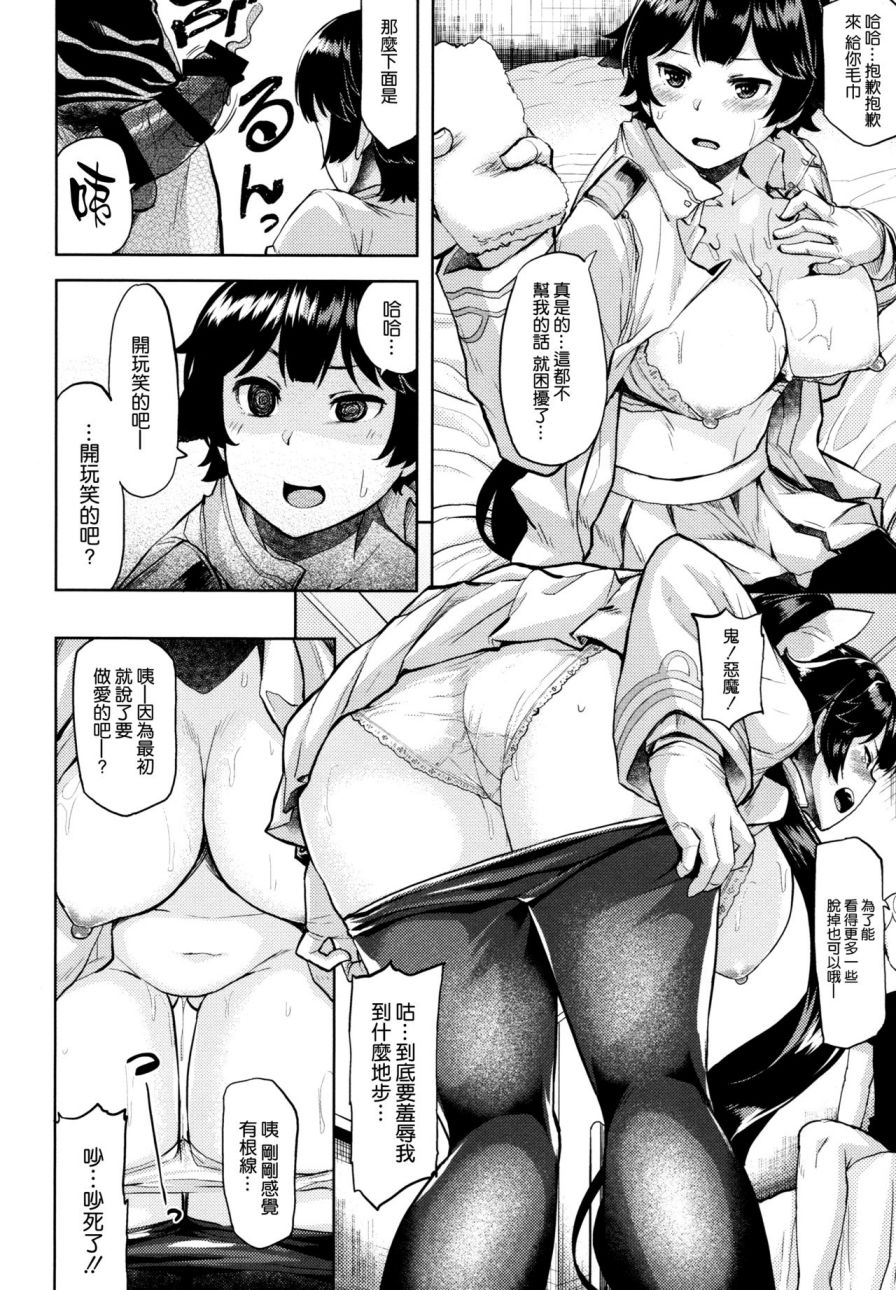 哈哈…抱歉抱歉
來 給你毛巾
真是的…這都不
幫我的話 就困擾了…
那麼下面是
るんっ
哈哈…
開玩笑的吧—
…開玩笑的吧？
鬼！惡魔！
為了能
看得更多一些
脫掉也可以哦—
咕…到底要羞辱我
到什麼地步…
咦—因為最初
就說了要
做愛的吧—？
咦 剛剛感覺
有根線…
つ…
吵…吵死了!!